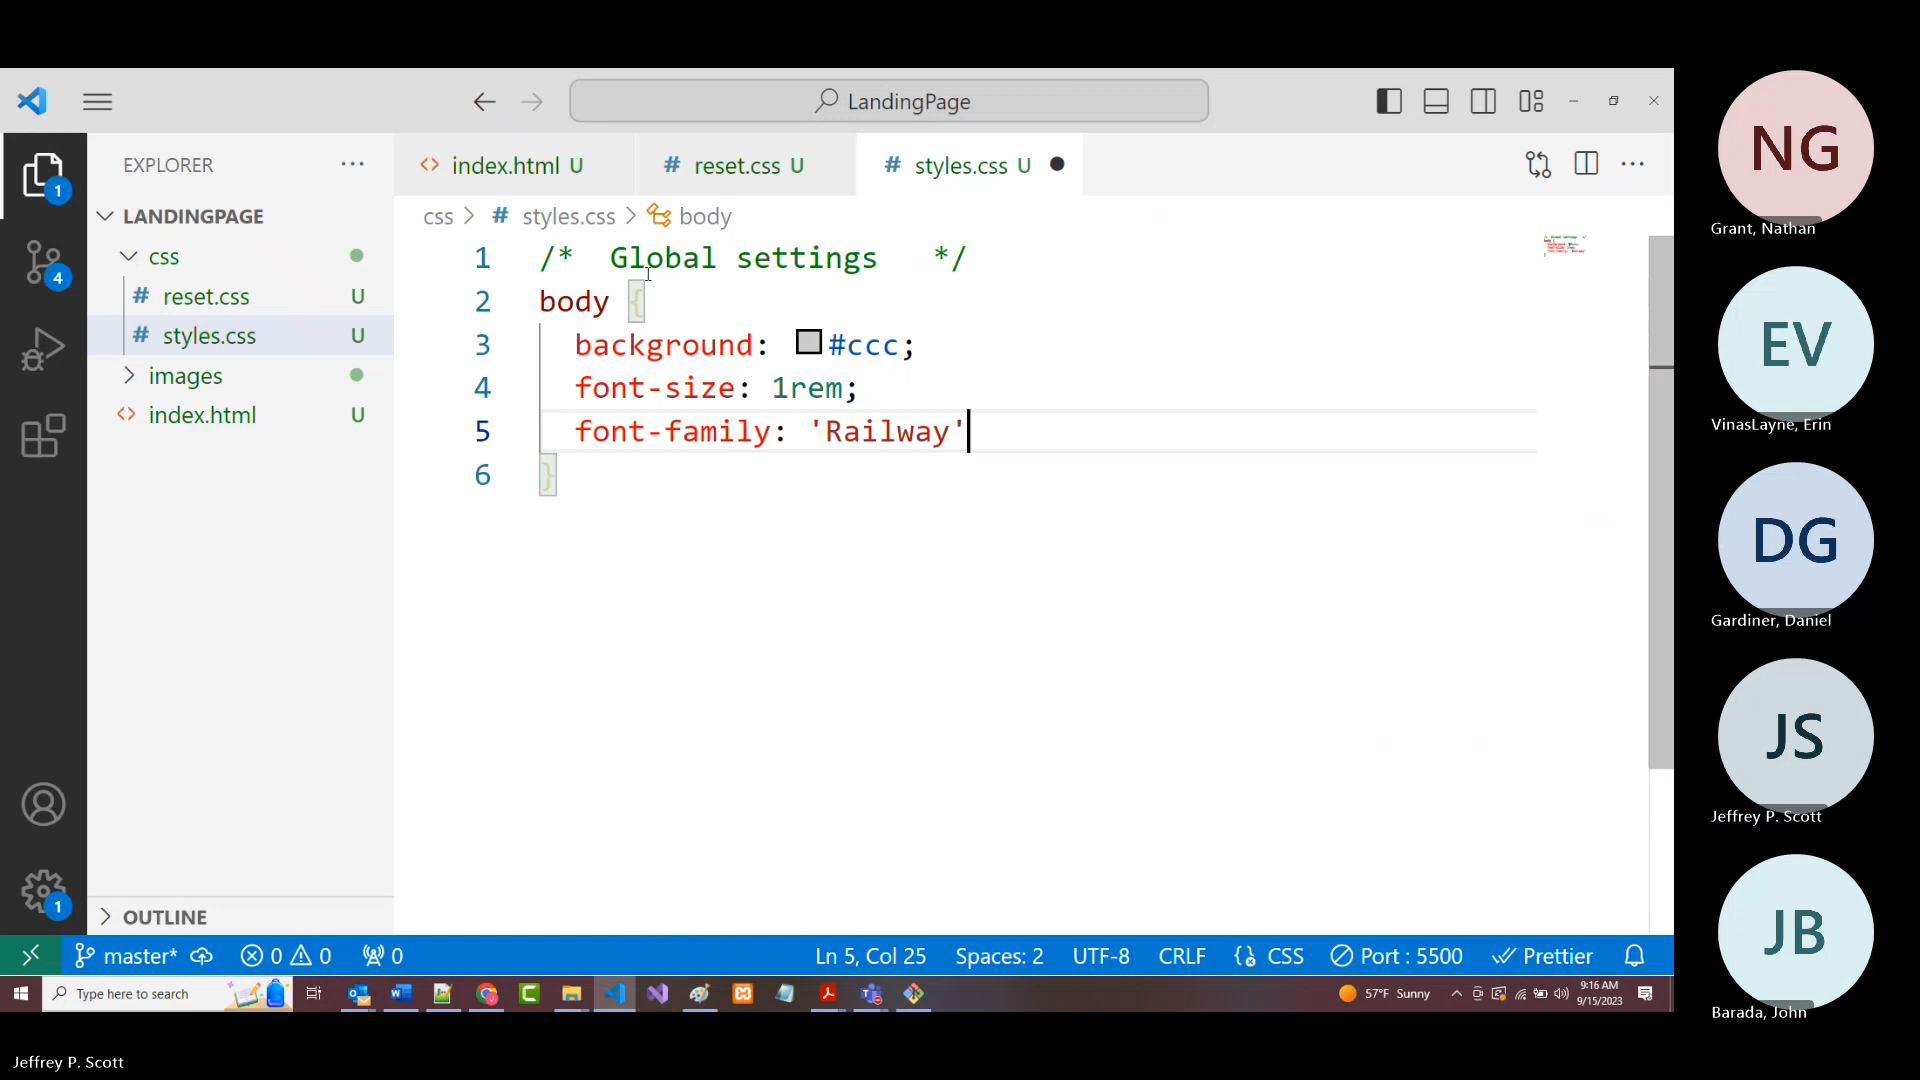 LandingPage
EXPLORER
index.html U
reset.css U
styles.css U
LANDINGPAGE
css
reset.css U
styles.css U
images
index.html U
css > # styles.css > body
1 /*  Global settings   */
2 body {
3 background: #ccc;
4 font-size: 1rem;
5 font-family: 'Railway'
6 }
OUTLINE
1
4
1
master* 0 0 0 Ln 5, Col 25 Spaces: 2 UTF-8 CRLF {} CSS Port : 5500 Prettier
Type here to search
57°F Sunny
9:16 AM
9/15/2023
NG
Grant, Nathan
EV
VinasLayne, Erin
DG
Gardiner, Daniel
JS
Jeffrey P. Scott
JB
Barada, John
Jeffrey P. Scott